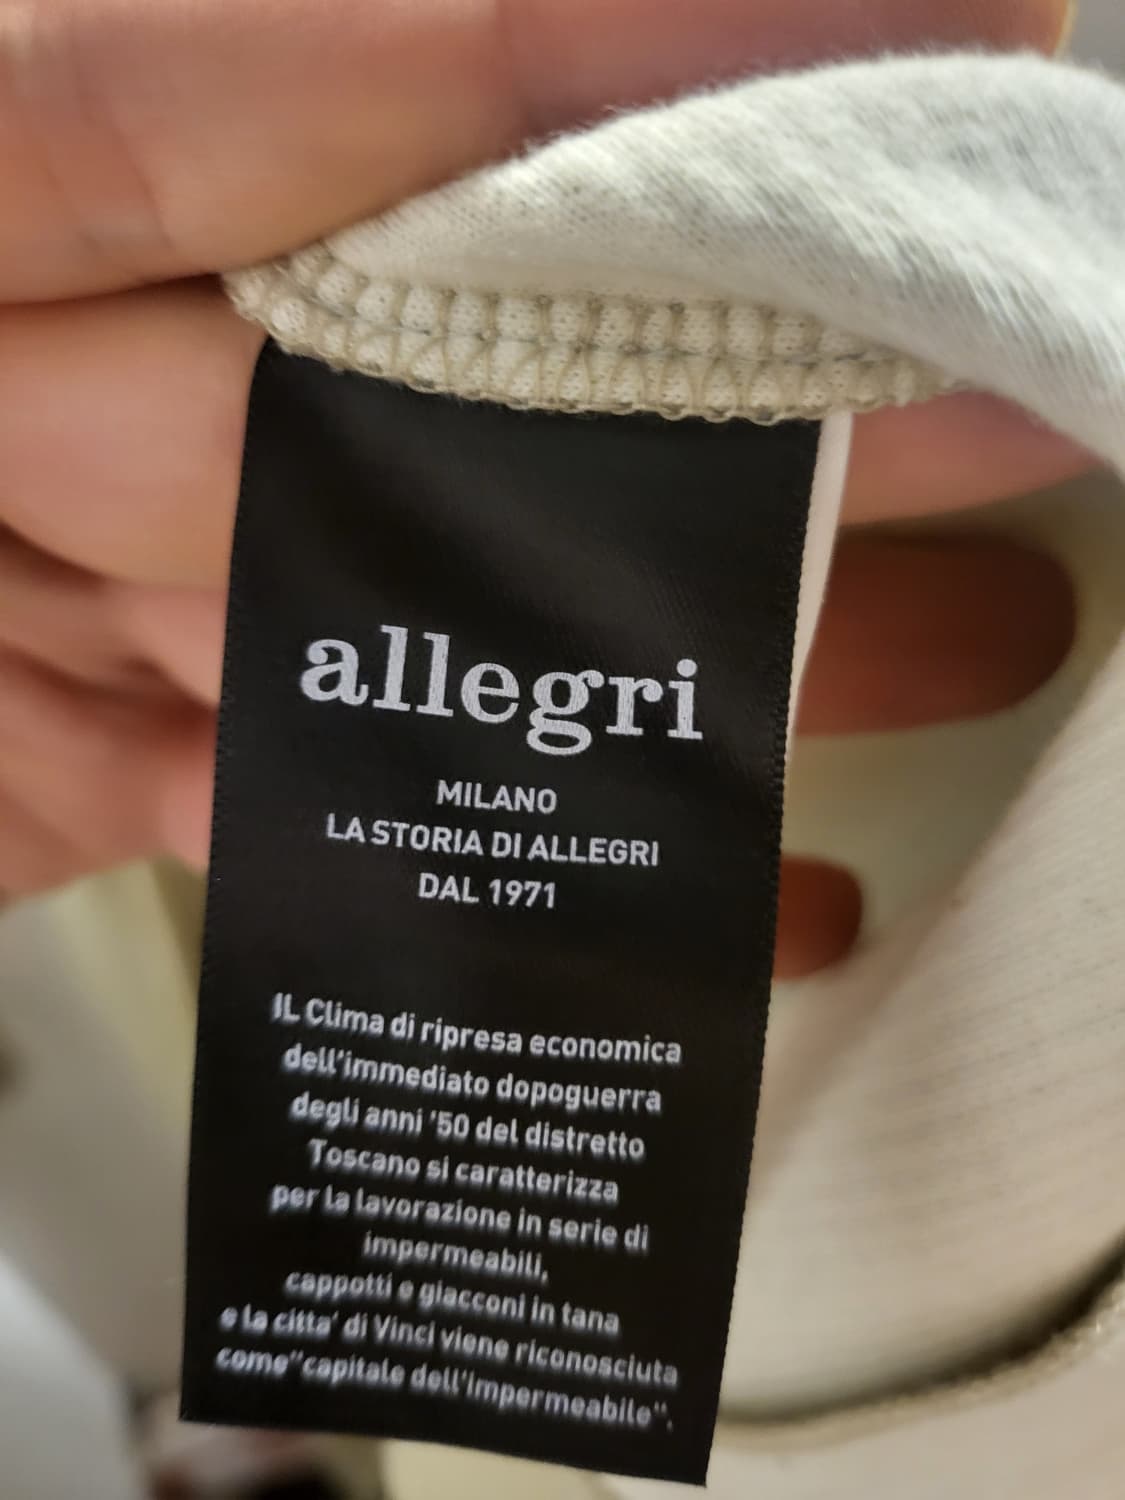 allegri
MILANO
LA STORIA DI ALLEGRI
DAL 1971
IL Clima di ripresa economica
dell'immediato dopoguerra
degli anni '50 del distretto
Toscano si caratterizza
per la lavorazione in serie di
impermeabili,
cappotti e giacconi in tana
e la citta' di Vinci viene riconosciuta
come"capitale dell'impermeabile".